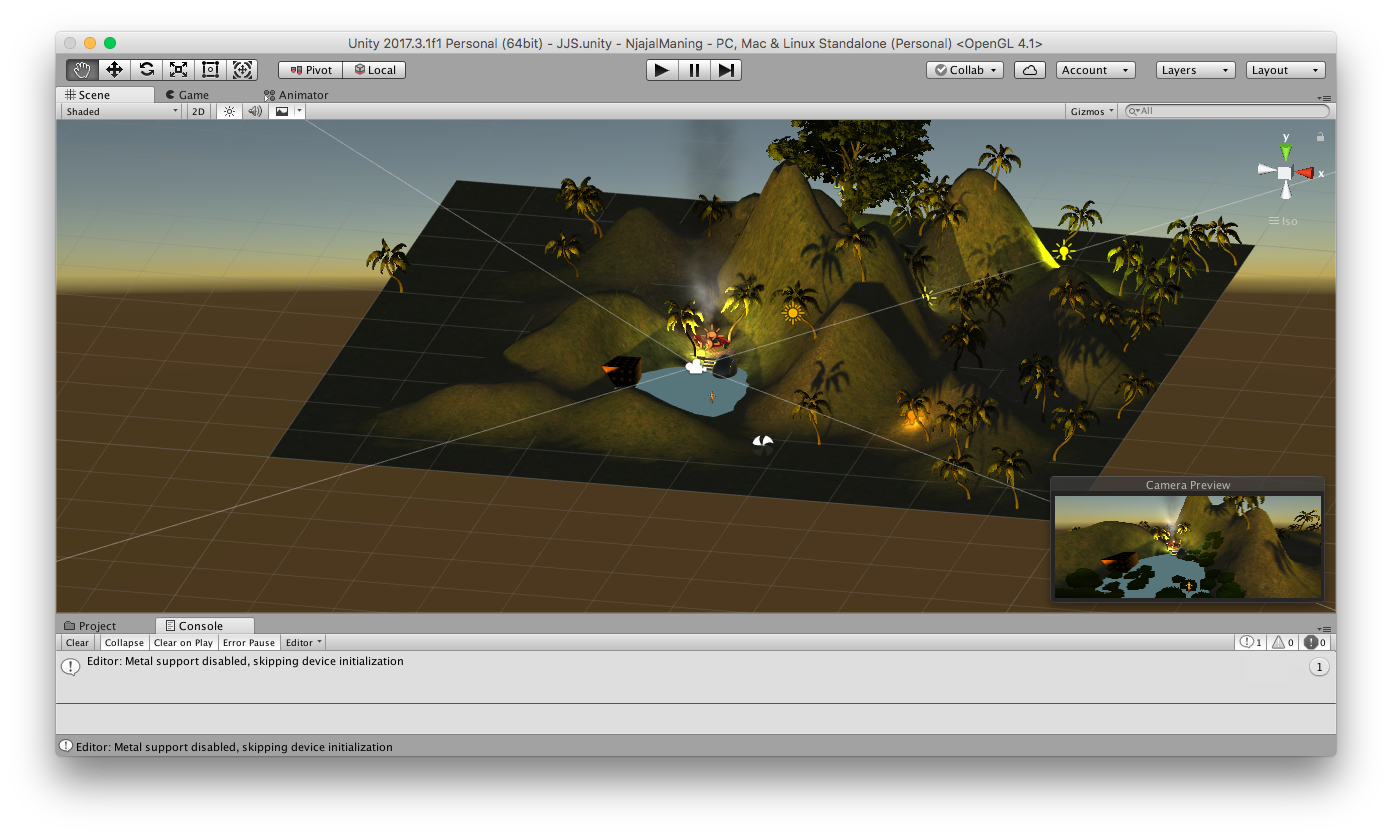 Unity 2017.3.1f1 Personal (64bit) - JJS.unity - NjajalManing - PC, Mac & Linux Standalone (Personal) <OpenGL 4.1>
Pivot Local Collab Account Layers Layout
Scene Game Animator
Shaded 2D Gizmos All
y
x
Iso
Camera Preview
Project Console
Clear Collapse Clear on Play Error Pause Editor 1 0 0
Editor: Metal support disabled, skipping device initialization 1
Editor: Metal support disabled, skipping device initialization